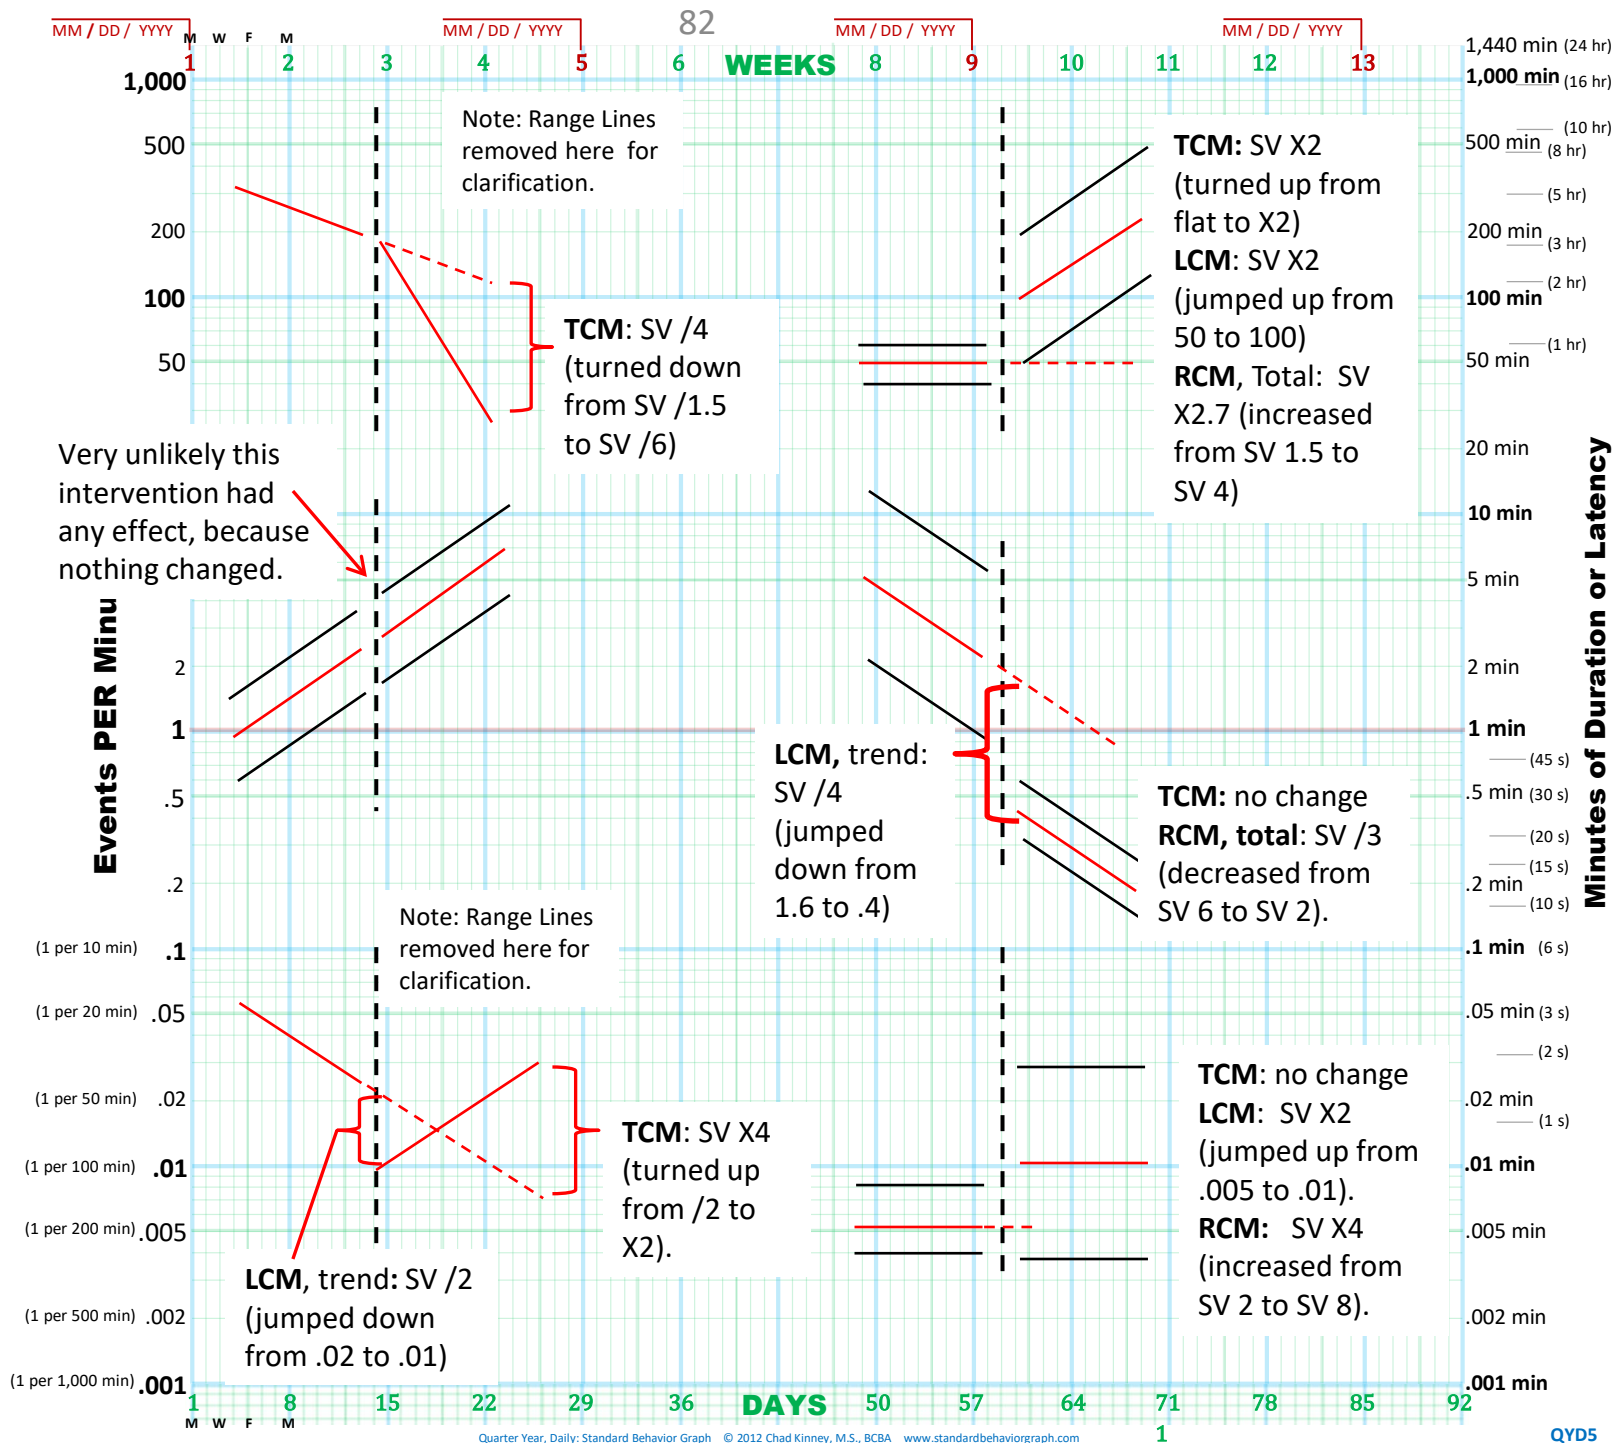 82
MM / DD / YYYY MM / DD / YYYY MM / DD / YYYY MM / DD / YYYY
M W F M
1 2 3 4 5 6 WEEKS 8 9 10 11 12 13
1,440 min (24 hr)
1,000
1,000 min (16 hr)
(10 hr)
500
500 min (8 hr)
(5 hr)
200
200 min
(3 hr)
(2 hr)
100
100 min
(1 hr)
50
50 min
20 min
10 min
5 min
2
2 min
1
1 min
(45 s)
.5
.5 min (30 s)
(20 s)
(15 s)
.2
.2 min
(10 s)
(1 per 10 min) .1
.1 min (6 s)
(1 per 20 min) .05
.05 min (3 s)
(2 s)
(1 per 50 min) .02
.02 min
(1 s)
(1 per 100 min) .01
.01 min
(1 per 200 min) .005
.005 min
(1 per 500 min) .002
.002 min
(1 per 1,000 min) .001
.001 min
Events PER Minu
Minutes of Duration or Latency
Note: Range Lines
removed here for
clarification.
TCM: SV /4
(turned down
from SV /1.5
to SV /6)
TCM: SV X2
(turned up from
flat to X2)
LCM: SV X2
(jumped up from
50 to 100)
RCM, Total: SV
X2.7 (increased
from SV 1.5 to
SV 4)
Very unlikely this
intervention had
any effect, because
nothing changed.
LCM, trend:
SV /4
(jumped
down from
1.6 to .4)
TCM: no change
RCM, total: SV /3
(decreased from
SV 6 to SV 2).
Note: Range Lines
removed here for
clarification.
TCM: SV X4
(turned up
from /2 to
X2).
LCM, trend: SV /2
(jumped down
from .02 to .01)
TCM: no change
LCM: SV X2
(jumped up from
.005 to .01).
RCM: SV X4
(increased from
SV 2 to SV 8).
1 8 15 22 29 36 DAYS 50 57 64 71 78 85 92
M W F M
1
Quarter Year, Daily: Standard Behavior Graph © 2012 Chad Kinney, M.S., BCBA www.standardbehaviorgraph.com
QYD5